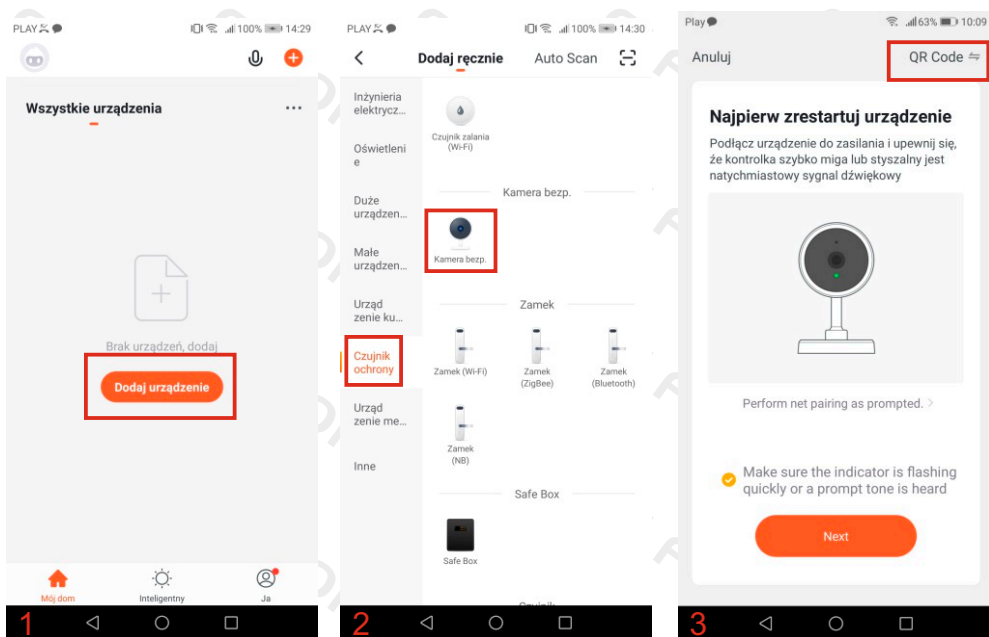 PLAY 100% 14:29
Wszystkie urządzenia
Brak urządzeń, dodaj
Dodaj urządzenie
Mój dom Inteligentny Ja
1
PLAY 100% 14:30
Dodaj ręcznie Auto Scan
Inżynieria
elektrycz...
Oświetleni
e
Duże
urządzen...
Małe
urządzen...
Urząd
zenie ku...
Czujnik
ochrony
Urząd
zenie me...
Inne
Czujnik zalania
(Wi-Fi)
Kamera bezp.
Kamera bezp.
Zamek
Zamek (Wi-Fi)
Zamek
(ZigBee)
Zamek
(Bluetooth)
Zamek
(NB)
Safe Box
Safe Box
2
Play 63% 10:09
Anuluj QR Code
Najpierw zrestartuj urządzenie
Podłącz urządzenie do zasilania i upewnij się,
że kontrolka szybko miga lub styszalny jest
natychmiastowy sygnal dźwiękowy
Perform net pairing as prompted. >
Make sure the indicator is flashing
quickly or a prompt tone is heard
Next
3